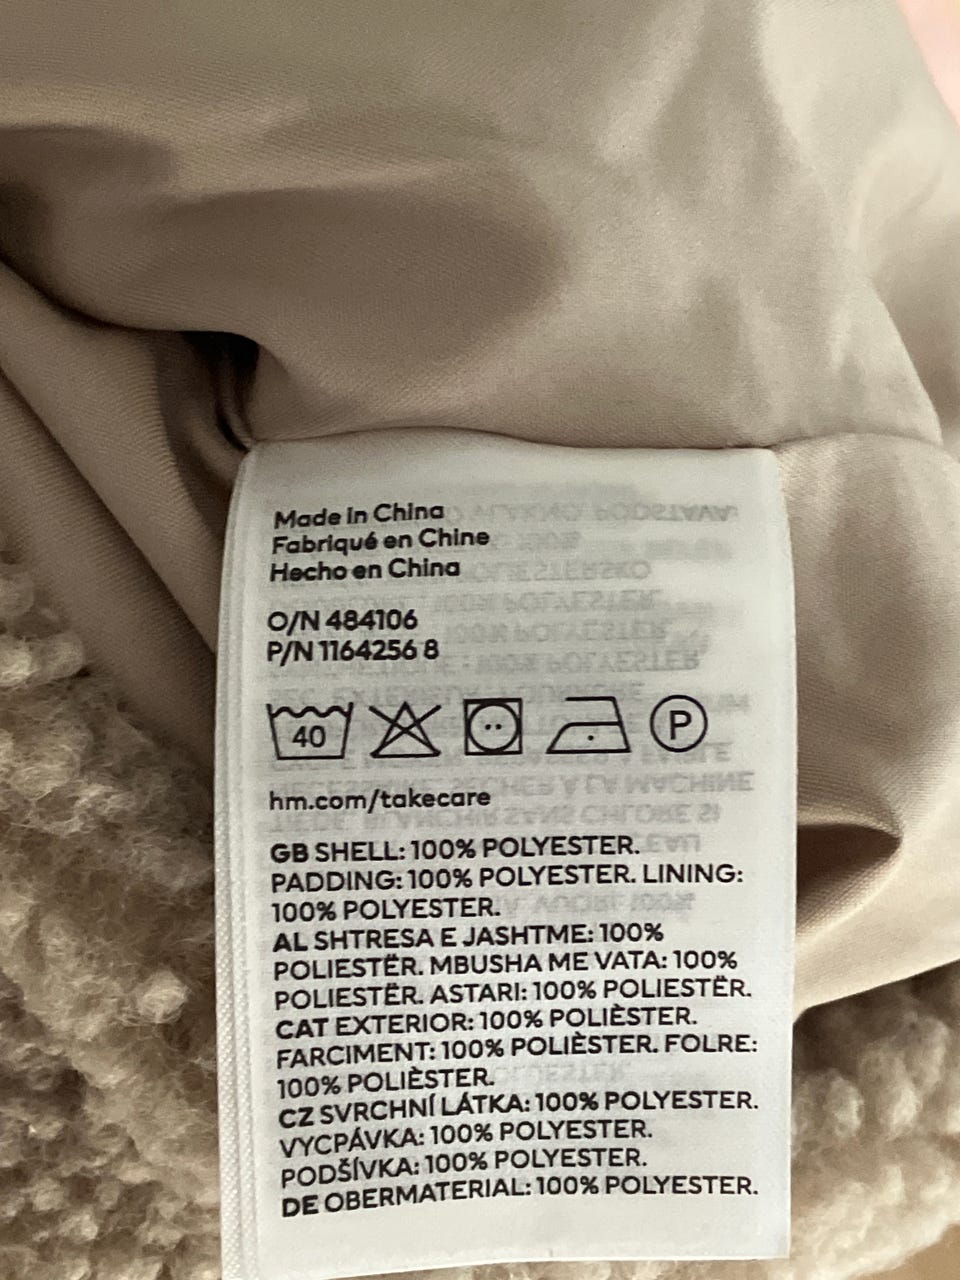 Made in China
Fabriqué en Chine
Hecho en China
O/N 484106
P/N 1164256 8
40 P
hm.com/takecare
GB SHELL: 100% POLYESTER.
PADDING: 100% POLYESTER. LINING:
100% POLYESTER.
AL SHTRESA E JASHTME: 100%
POLIESTËR. MBUSHA ME VATA: 100%
POLIESTËR. ASTARI: 100% POLIESTËR.
CAT EXTERIOR: 100% POLIÈSTER.
FARCIMENT: 100% POLIÈSTER. FOLRE:
100% POLIÈSTER.
CZ SVRCHNÍ LÁTKA: 100% POLYESTER.
VYCPÁVKA: 100% POLYESTER.
PODŠÍVKA: 100% POLYESTER.
DE OBERMATERIAL: 100% POLYESTER.